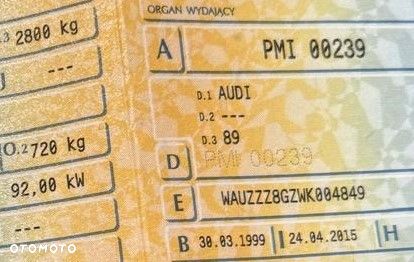 ORGAN WYDAJĄCY
.3 2800 kg
A PMI 00239
---
D.1 AUDI
D.2 ---
D.3 89
O.2 720 kg
D PMI 00239
92,00 kW
E WAUZZZ8GZWK004849
---
B 30.03.1999 I 24.04.2015 H
OTOMOTO